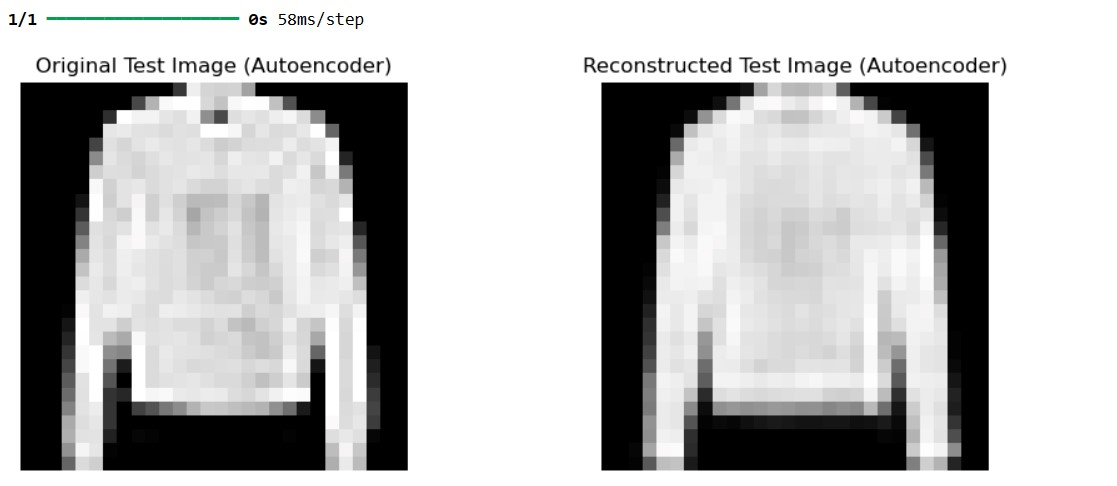 1/1 ━━━━━━━━━━━━━━━━━━━━ 0s 58ms/step
Original Test Image (Autoencoder)
Reconstructed Test Image (Autoencoder)